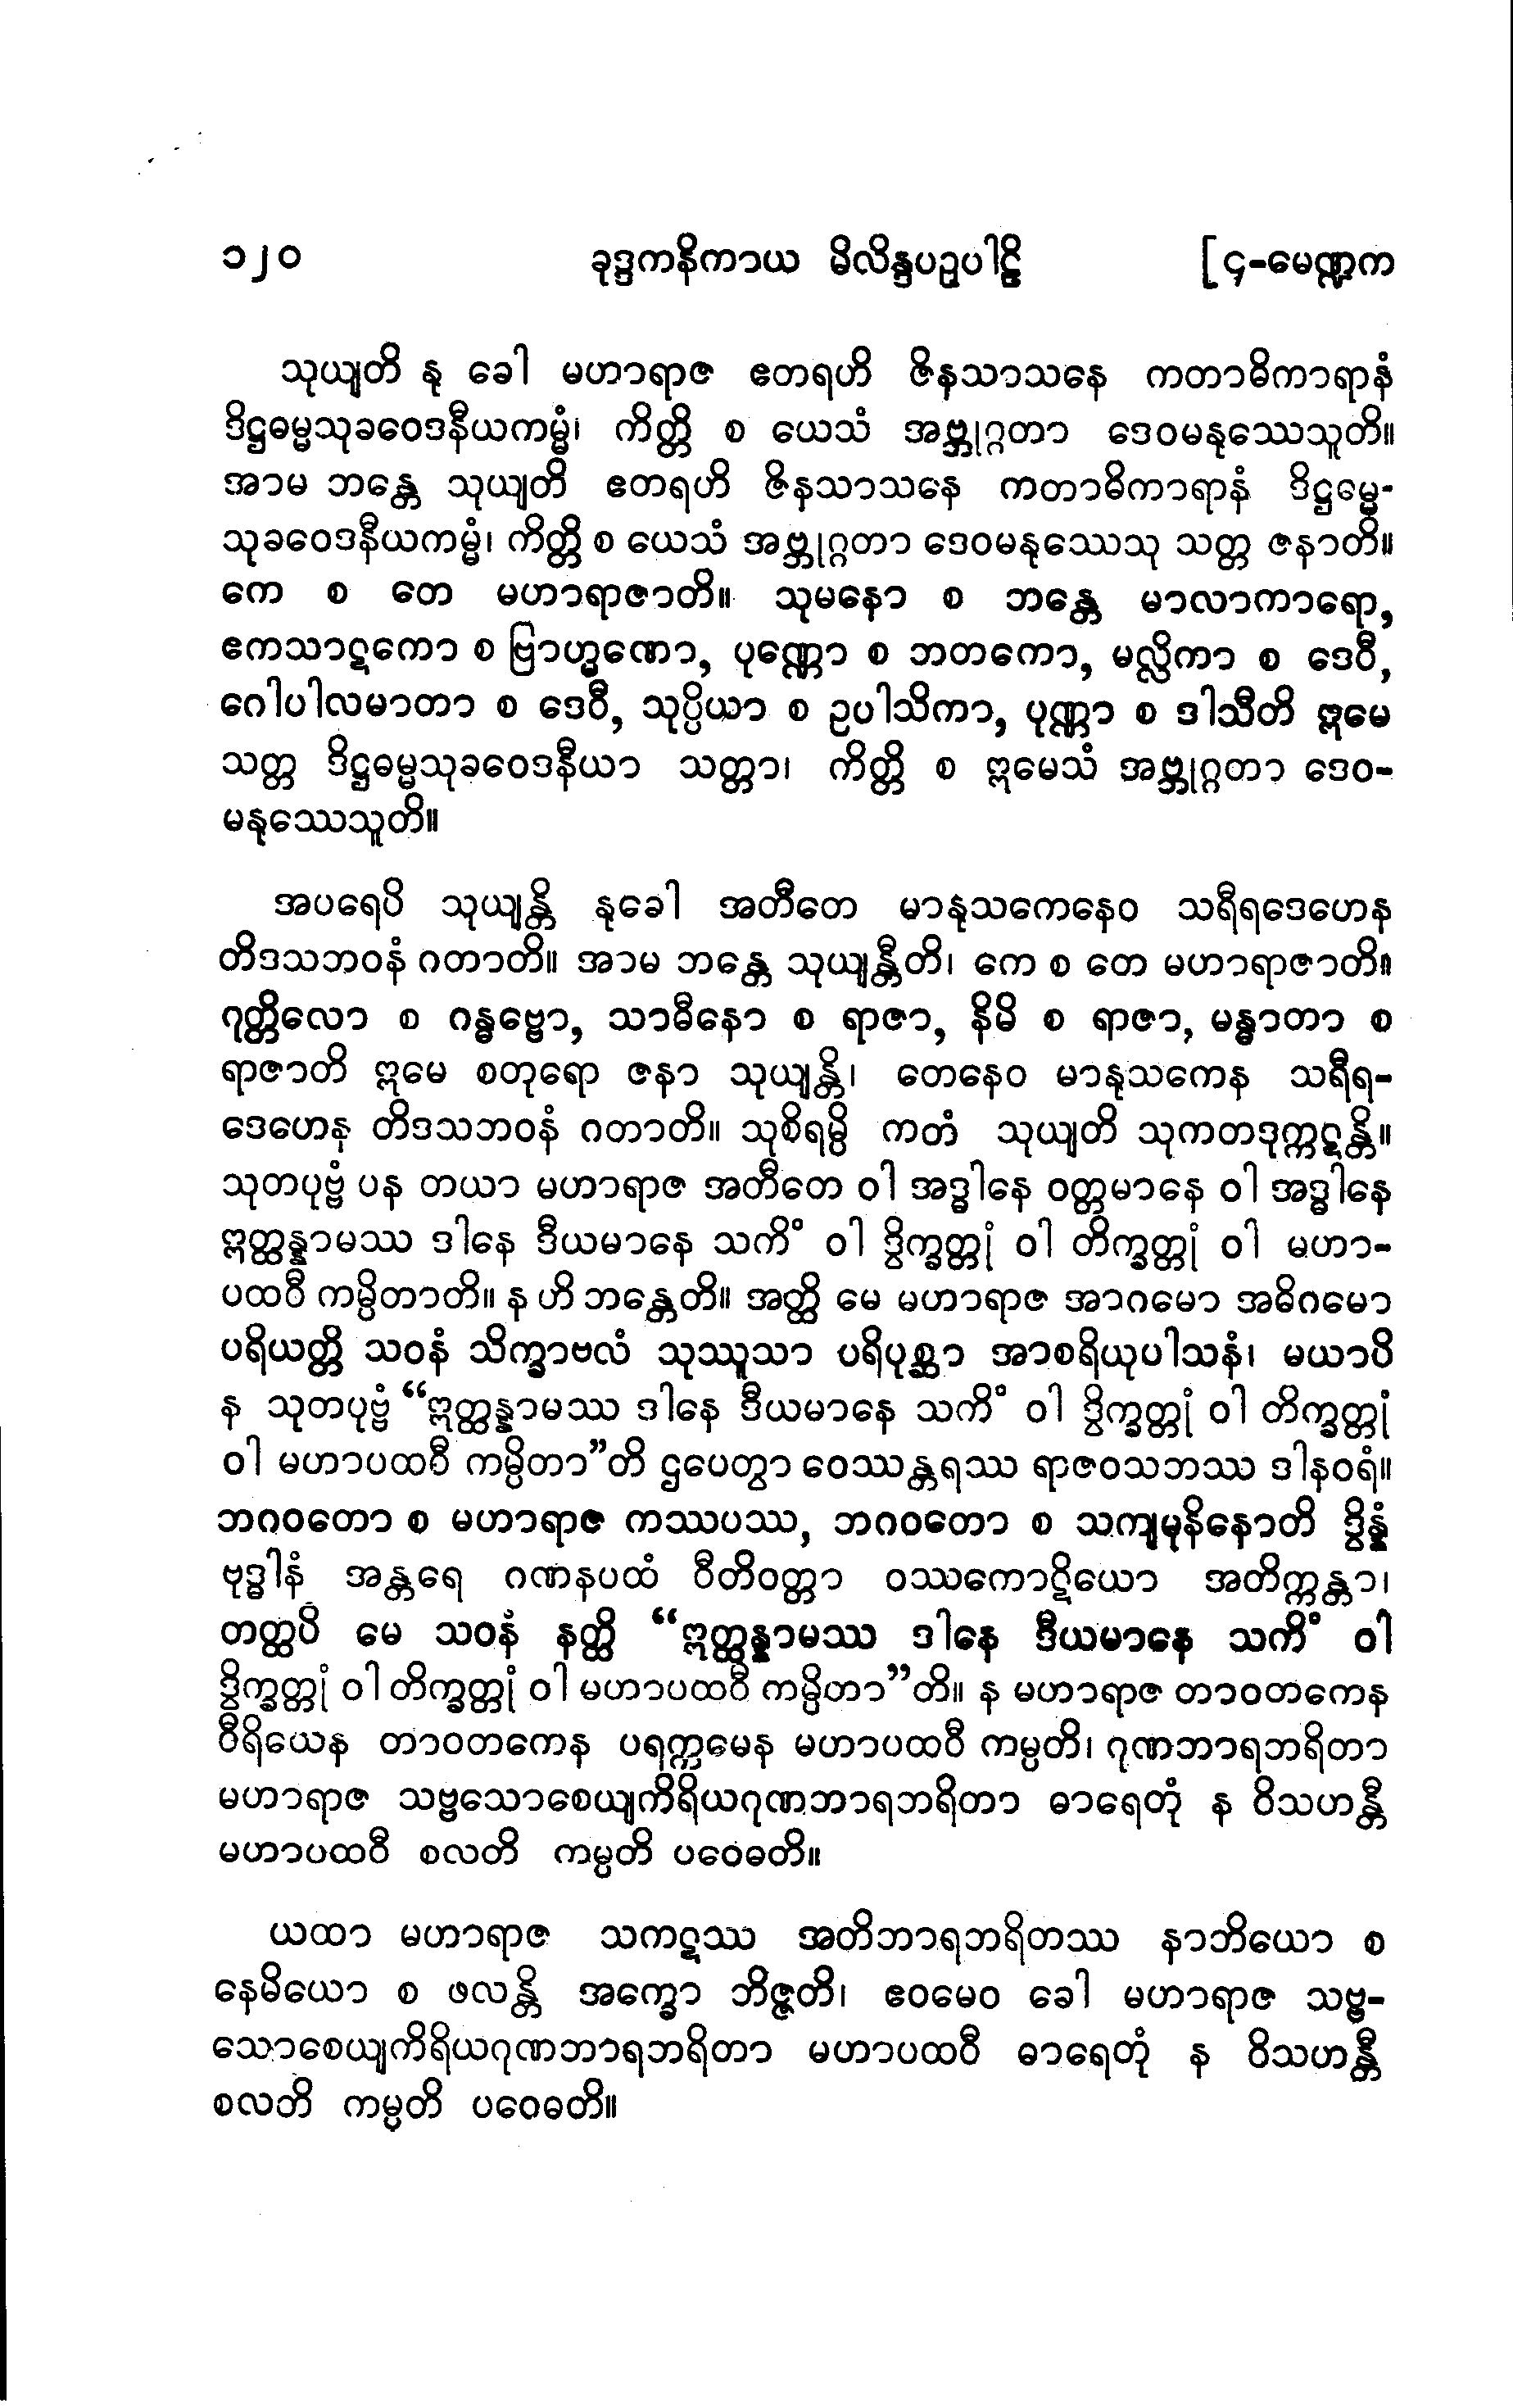 ၁၂၀ ခုဒ္ဒကနိကာယ မိလိန္ဒပဉှပါဠိ [ ၄-မေဏ္ဍက
သုယျတိ နု ခေါ မဟာရာဇ ဧတရဟိ ဇိနသာသနေ ကတာဓိကာရာနံ
ဒိဋ္ဌဓမ္မသုခဝေဒနီယကမ္မံ၊ ကိတ္တိ စ ယေသံ အဗ္ဘုဂ္ဂတာ ဒေဝမနုဿေသူတိ။
အာမ ဘန္တေ သုယျတိ ဧတရဟိ ဇိနသာသနေ ကတာဓိကာရာနံ ဒိဋ္ဌမ္မေ-
သုခဝေဒနီယကမ္မံ၊ ကိတ္တိ စ ယေသံ အဗ္ဘုဂ္ဂတာ ဒေဝမနုဿေသု သတ္တ ဇနာတိ။
ကေ စ တေ မဟာရာဇာတိ။ သုမနော စ ဘန္တေ မာလာကာရော,
ဧကသာဋကော စ ဗြာဟ္မဏော, ပုဏ္ဏော စ ဘတကော, မလ္လိကာ စ ဒေဝီ,
ဂေါပါလမာတာ စ ဒေဝီ, သုပ္ပိယာ စ ဥပါသိကာ, ပုဏ္ဏာ စ ဒါသီတိ ဣမေ
သတ္တ ဒိဋ္ဌဓမ္မသုခဝေဒနီယာ သတ္တာ၊ ကိတ္တိ စ ဣမေသံ အဗ္ဘုဂ္ဂတာ ဒေဝ-
မနုဿေသူတိ။
အပရေပိ သုယျန္တိ နုခေါ အတီတေ မာနုသကေနေဝ သရီရဒေဟေန
တိဒသဘဝနံ ဂတာတိ။ အာမ ဘန္တေ သုယျန္တီတိ၊ ကေ စ တေ မဟာရာဇာတိ။
ဂုတ္တိလော စ ဂန္ဓဗ္ဗော, သာဓီနော စ ရာဇာ, နိမိ စ ရာဇာ, မန္ဓာတာ စ
ရာဇာတိ ဣမေ စတုရော ဇနာ သုယျန္တိ၊ တေနေဝ မာနုသကေန သရီရ-
ဒေဟေန တိဒသဘဝနံ ဂတာတိ။ သုစိရမ္ပိ ကတံ သုယျတိ သုကတဒုက္ကဋန္တိ။
သုတပုဗ္ဗံ ပန တယာ မဟာရာဇ အတီတေ ဝါ အဒ္ဓါနေ ဝတ္တမာနေ ဝါ အဒ္ဓါနေ
ဣတ္ထန္နာမဿ ဒါနေ ဒီယမာနေ သကိံ ဝါ ဒွိက္ခတ္တုံ ဝါ တိက္ခတ္တုံ ဝါ မဟာ-
ပထဝီ ကမ္ပိတာတိ။ န ဟိ ဘန္တေတိ။ အတ္ထိ မေ မဟာရာဇ အာဂမော အဓိဂမော
ပရိယတ္တိ သဝနံ သိက္ခာဗလံ သုဿူသာ ပရိပုစ္ဆာ အာစရိယုပါသနံ၊ မယာပိ
န သုတပုဗ္ဗံ “ဣတ္ထန္နာမဿ ဒါနေ ဒီယမာနေ သကိံ ဝါ ဒွိက္ခတ္တုံ ဝါ တိက္ခတ္တုံ
ဝါ မဟာပထဝီ ကမ္ပိတာ”တိ ဌပေတွာ ဝေဿန္တရဿ ရာဇဝသဘဿ ဒါနဝရံ။
ဘဂဝတော စ မဟာရာဇ ကဿပဿ, ဘဂဝတော စ သကျမုနိနောတိ ဒွိန္နံ
ဗုဒ္ဓါနံ အန္တရေ ဂဏနပထံ ဝီတိဝတ္တာ ဝဿကောဋိယော အတိက္ကန္တာ၊
တတ္ထပိ မေ သဝနံ နတ္ထိ “ဣတ္ထန္နာမဿ ဒါနေ ဒီယမာနေ သကိံ ဝါ
ဒွိက္ခတ္တုံ ဝါ တိက္ခတ္တုံ ဝါ မဟာပထဝီ ကမ္ပိတာ”တိ။ န မဟာရာဇ တာဝတကေန
ဝီရိယေန တာဝတကေန ပရက္ကမေန မဟာပထဝီ ကမ္ပတိ၊ ဂုဏဘာရဘရိတာ
မဟာရာဇ သဗ္ဗသောစေယျကိရိယဂုဏဘာရဘရိတာ ဓာရေတုံ န ဝိသဟန္တီ
မဟာပထဝီ စလတိ ကမ္ပတိ ပဝေဓတိ။
ယထာ မဟာရာဇ သကဋဿ အတိဘာရဘရိတဿ နာဘိယော စ
နေမိယော စ ဖလန္တိ အက္ခော ဘိဇ္ဇတိ၊ ဧဝမေဝ ခေါ မဟာရာဇ သဗ္ဗ-
သောစေယျကိရိယဂုဏဘာရဘရိတာ မဟာပထဝီ ဓာရေတုံ န ဝိသဟန္တီ
စလတိ ကမ္ပတိ ပဝေဓတိ။